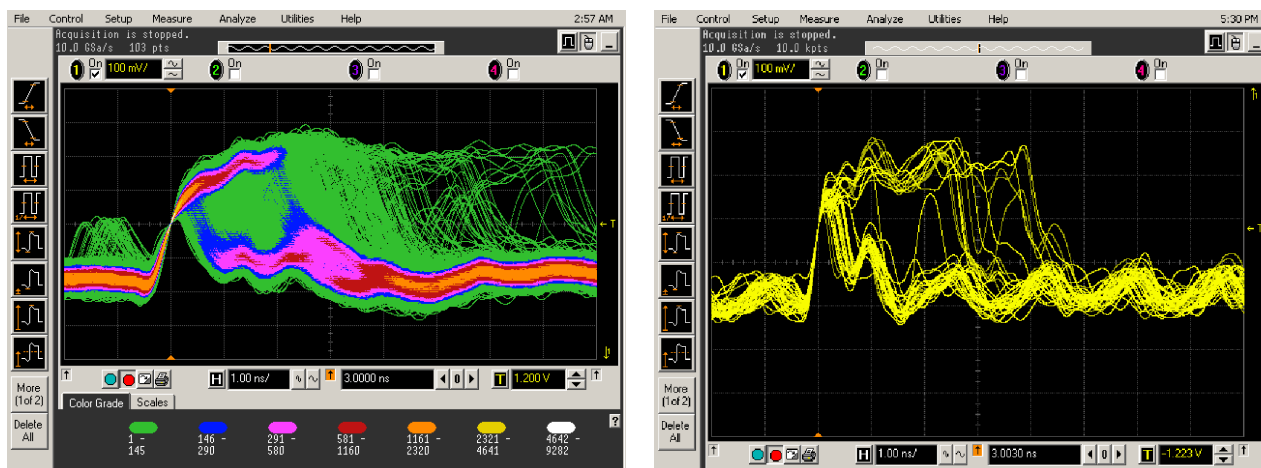 File Control Setup Measure Analyze Utilities Help 2:57 AM
Acquisition is stopped.
10.0 GSa/s 103 pts
1 On 100 mV/ 2 On 3 On 4 On
T
More
(1of 2)
Delete
All
H 1.00 ns/ 3.0000 ns 0 T 1.200 V
Color Grade Scales
1 - 146 - 291 - 581 - 1161 - 2321 - 4642 -
145 290 580 1160 2320 4641 9282
File Control Setup Measure Analyze Utilities Help 5:30 PM
Acquisition is stopped.
10.0 GSa/s 10.0 kpts
1 On 100 mV/ 2 On 3 On 4 On
T
More
(1of 2)
Delete
All
H 1.00 ns/ 3.0030 ns 0 T -1.223 V